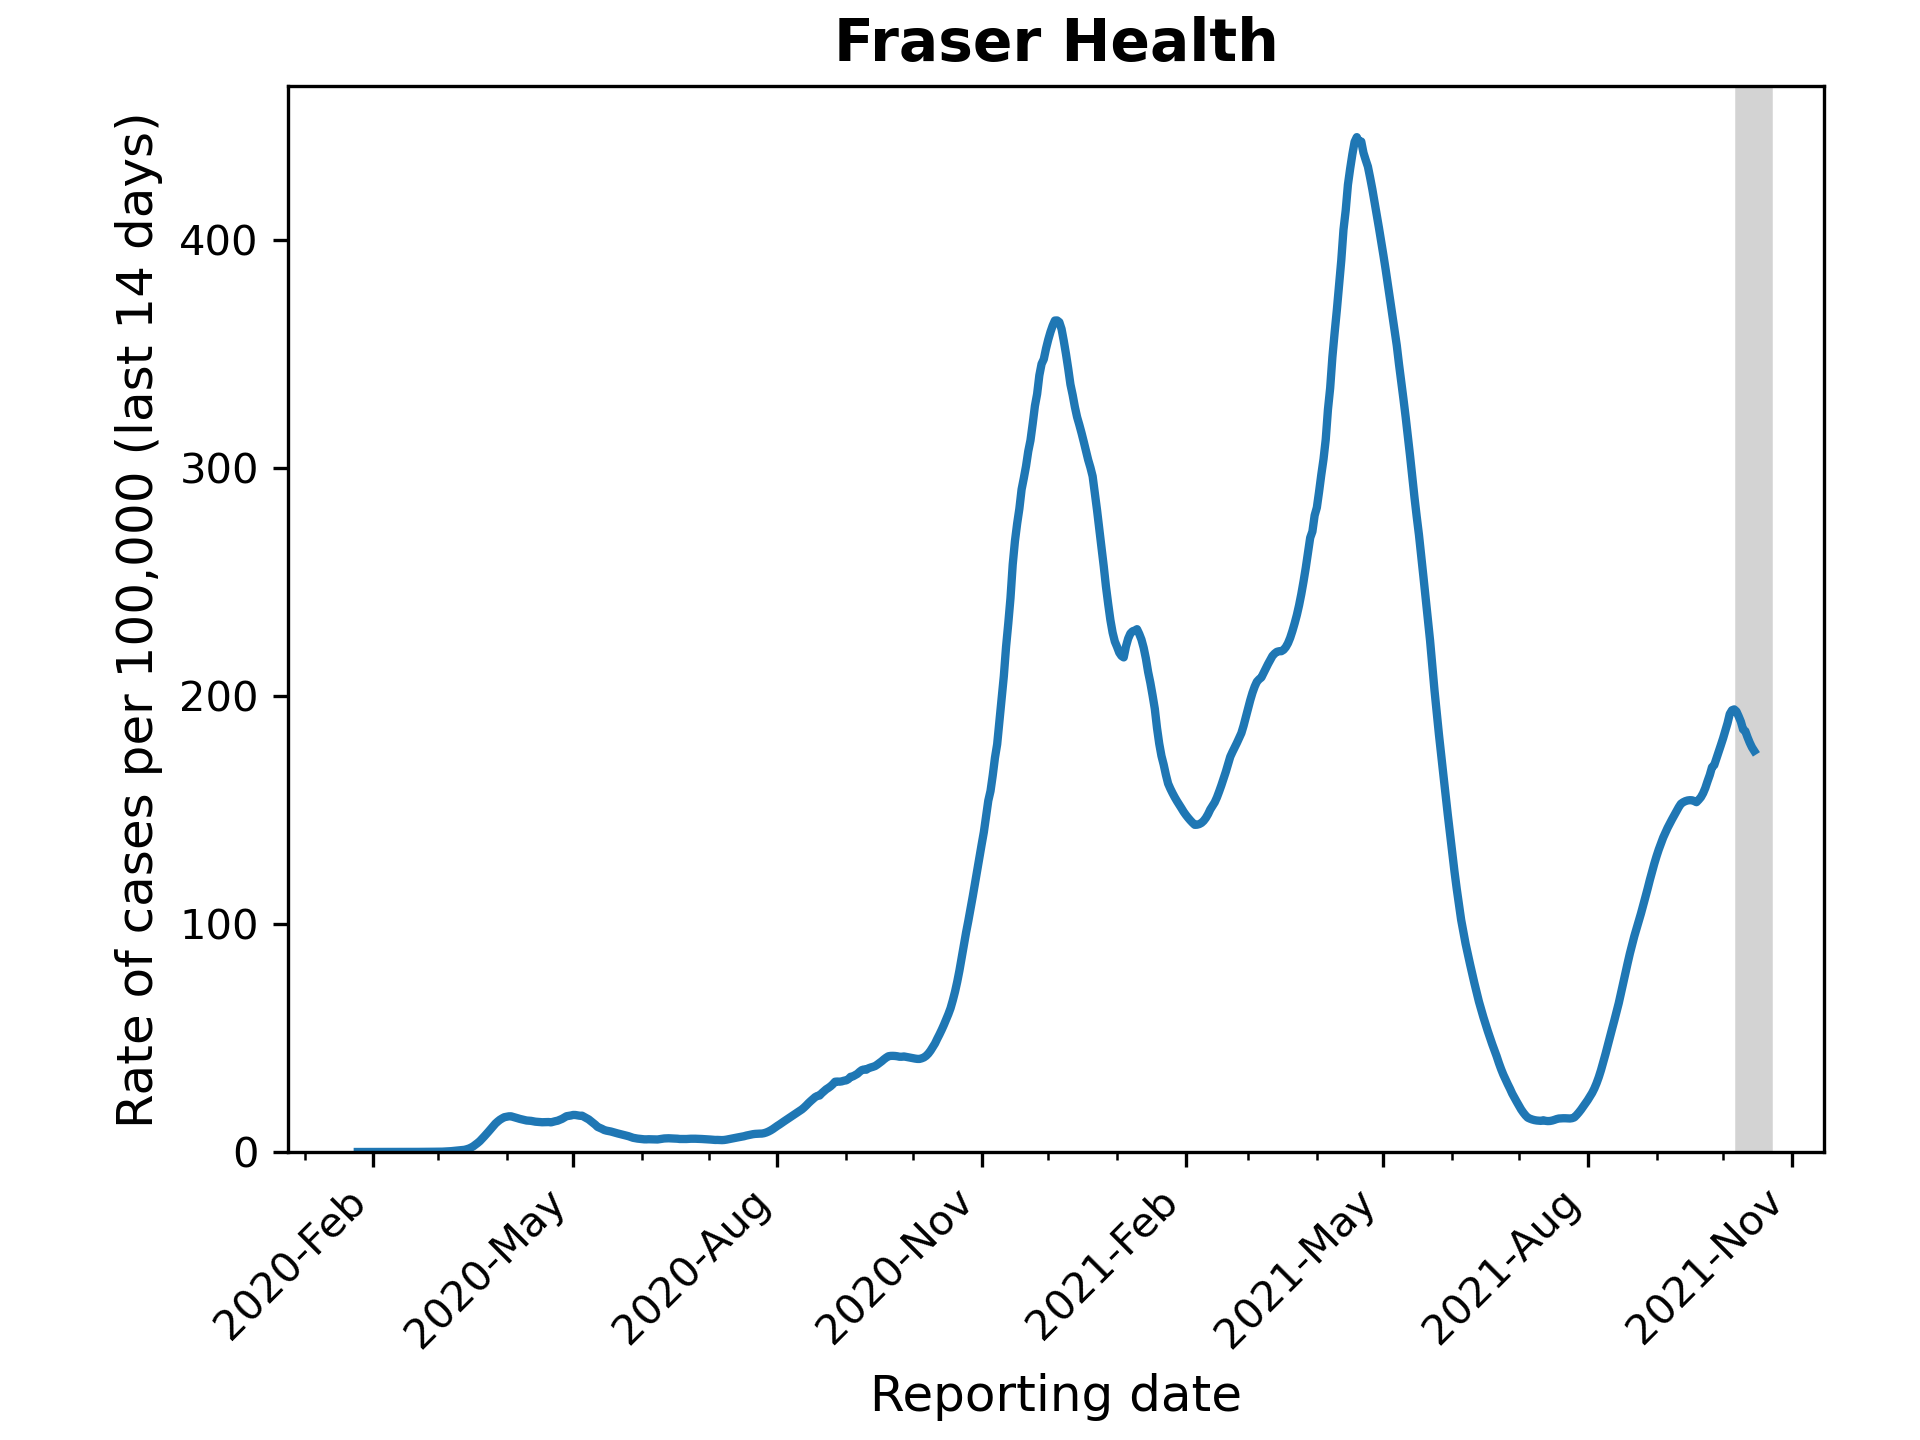 Fraser Health
Rate of cases per 100,000 (last 14 days)
400
300
200
100
0
2020-Feb
2020-May
2020-Aug
2020-Nov
2021-Feb
2021-May
2021-Aug
2021-Nov
Reporting date